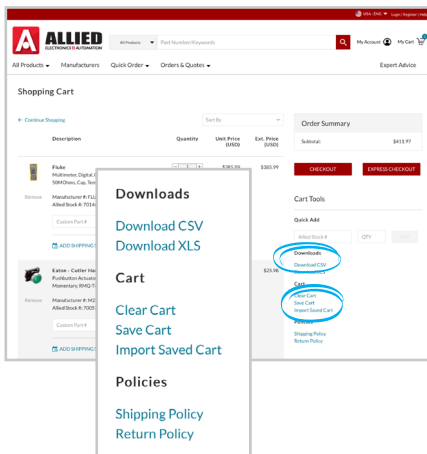 USA - ENG Login | Register | Help
ALLIED
ELECTRONICS & AUTOMATION
All Products Part Number/Keywords My Account My Cart
All Products Manufacturers Quick Order Orders & Quotes Expert Advice
Shopping Cart
Continue Shopping Sort By
Description Quantity Unit Price (USD) Ext. Price (USD)
Fluke 1 $385.99 $385.99
Multimeter, Digital,
50MOhms, Cap, Tem
Remove Manufacturer #: FLU
Allied Stock #: 7014
Custom Part#
ADD SHIPPING
Eaton - Cutler Ha $25.98
Pushbutton Actuator
Momentary, RMQ-T
Remove Manufacturer #: M2
Allied Stock #: 7005
Custom Part#
ADD SHIPPING
Order Summary
Subtotal: $411.97
CHECKOUT EXPRESS CHECKOUT
Cart Tools
Quick Add
Allied Stock # QTY
Downloads
Download CSV
Cart
Clear Cart
Save Cart
Import Saved Cart
Policies
Shipping Policy
Return Policy
Downloads
Download CSV
Download XLS
Cart
Clear Cart
Save Cart
Import Saved Cart
Policies
Shipping Policy
Return Policy